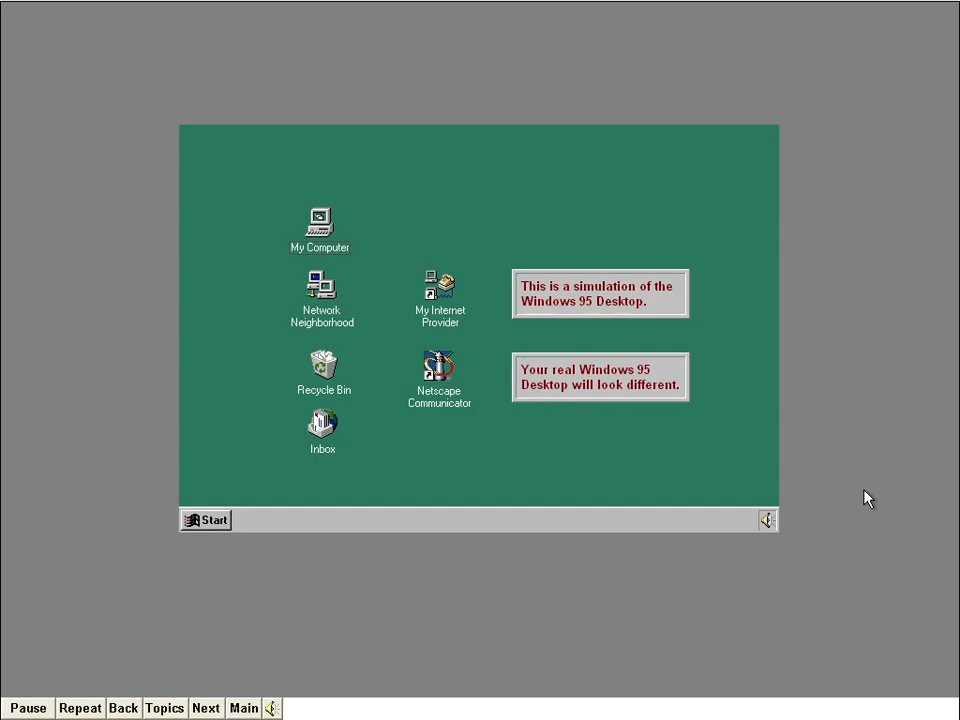 My Computer
Network
Neighborhood
My Internet
Provider
This is a simulation of the
Windows 95 Desktop.
Recycle Bin
Netscape
Communicator
Your real Windows 95
Desktop will look different.
Inbox
Start
Pause Repeat Back Topics Next Main